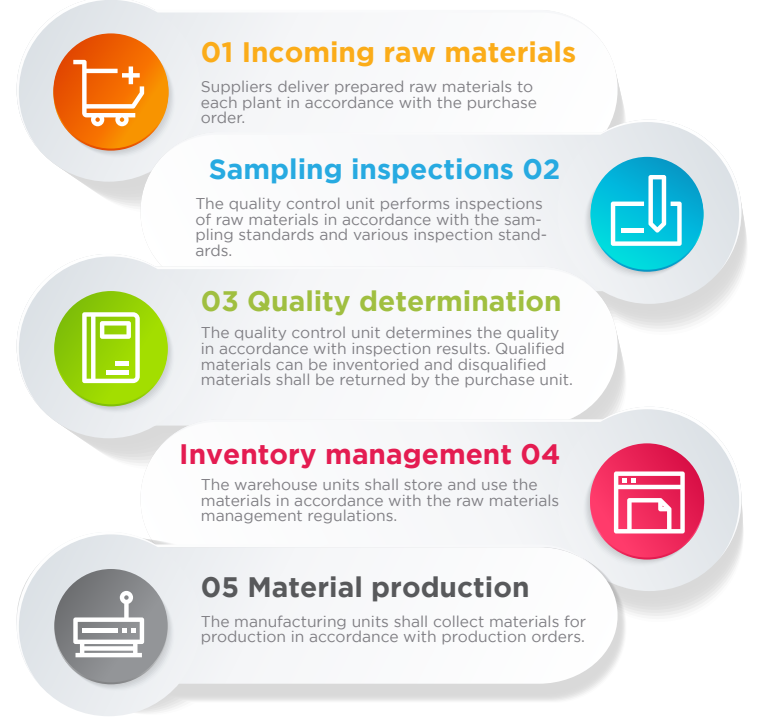 01 Incoming raw materials
Suppliers deliver prepared raw materials to
each plant in accordance with the purchase
order.
Sampling inspections 02
The quality control unit performs inspections
of raw materials in accordance with the sam-
pling standards and various inspection stand-
ards.
03 Quality determination
The quality control unit determines the quality
in accordance with inspection results. Qualified
materials can be inventoried and disqualified
materials shall be returned by the purchase unit.
Inventory management 04
The warehouse units shall store and use the
materials in accordance with the raw materials
management regulations.
05 Material production
The manufacturing units shall collect materials for
production in accordance with production orders.